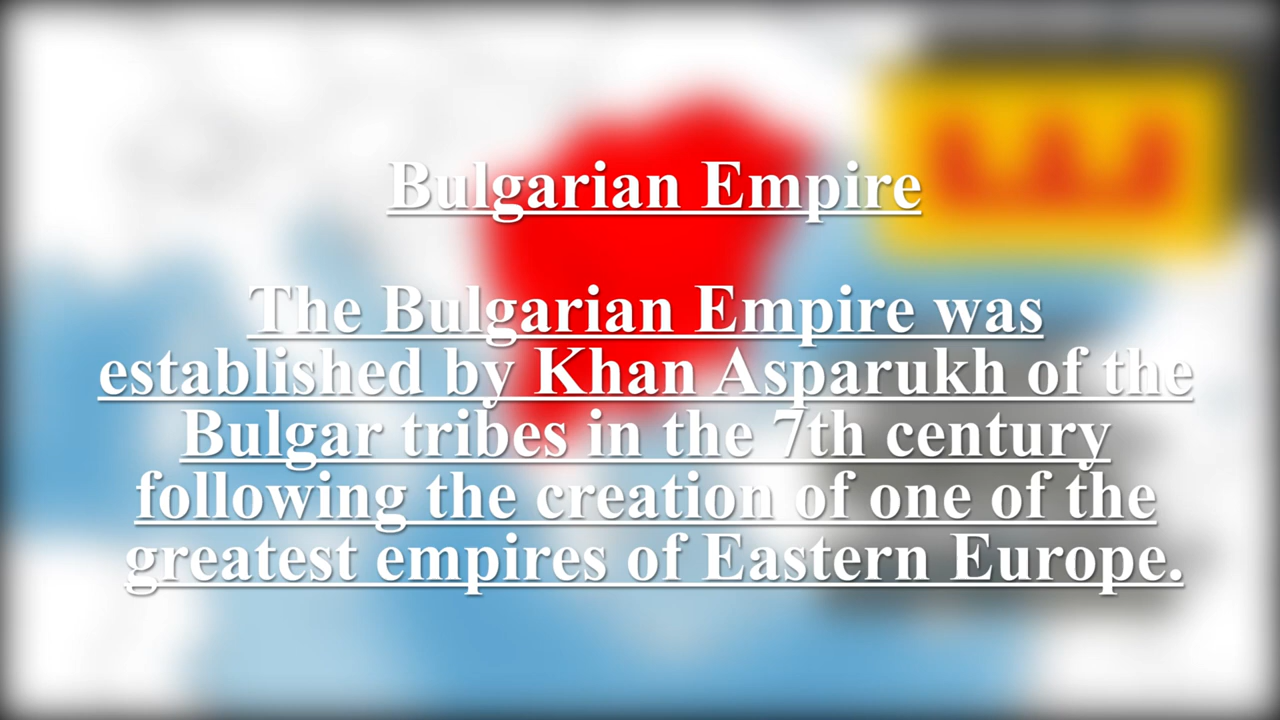 Bulgarian Empire
The Bulgarian Empire was
established by Khan Asparukh of the
Bulgar tribes in the 7th century
following the creation of one of the
greatest empires of Eastern Europe.